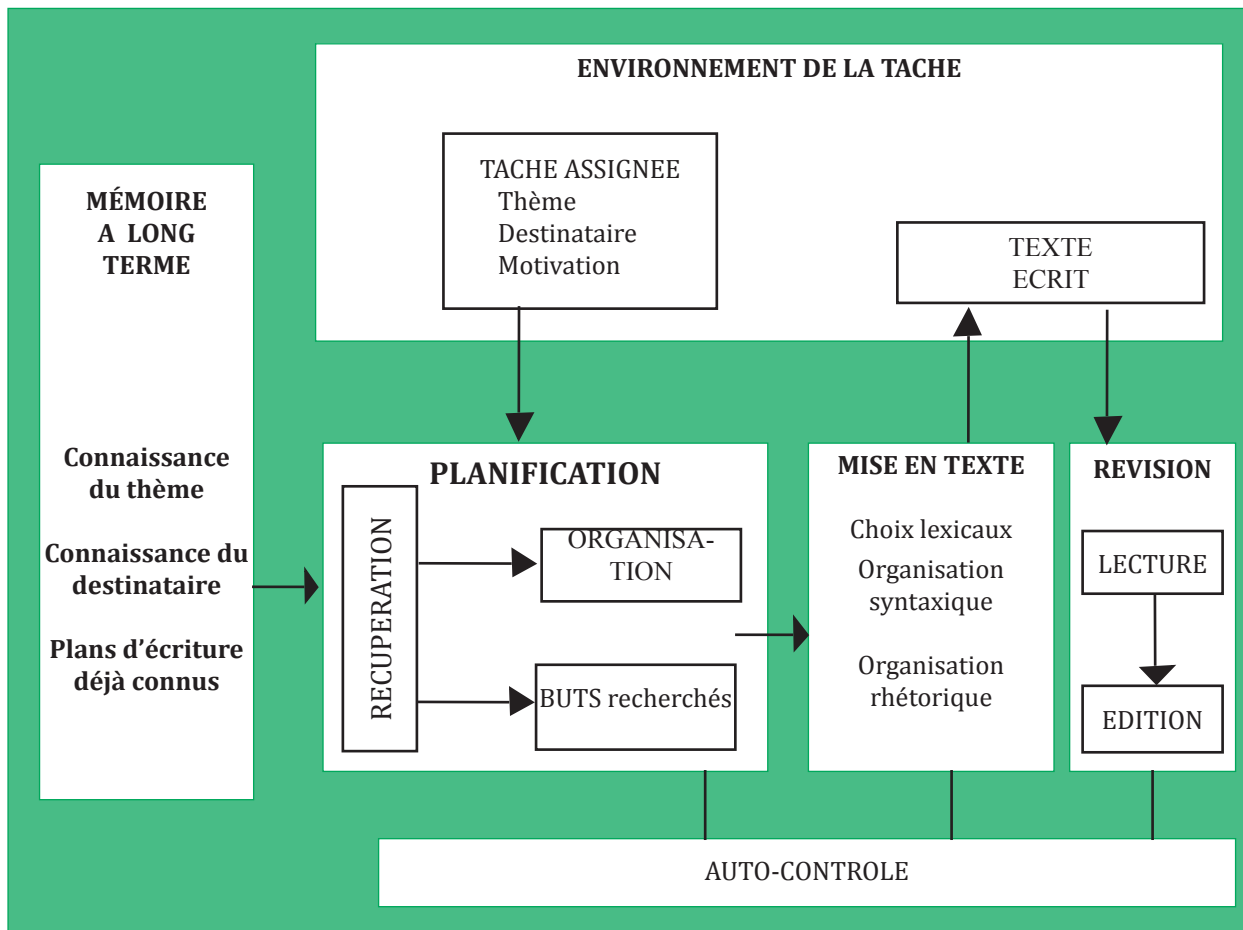 ENVIRONNEMENT DE LA TACHE
TACHE ASSIGNEE
Thème
Destinataire
Motivation
TEXTE
ECRIT
MÉMOIRE
A LONG
TERME
Connaissance
du thème
Connaissance du
destinataire
Plans d’écriture
déjà connus
PLANIFICATION
RECUPERATION
ORGANISA-
TION
BUTS recherchés
MISE EN TEXTE
Choix lexicaux
Organisation
syntaxique
Organisation
rhétorique
REVISION
LECTURE
EDITION
AUTO-CONTROLE